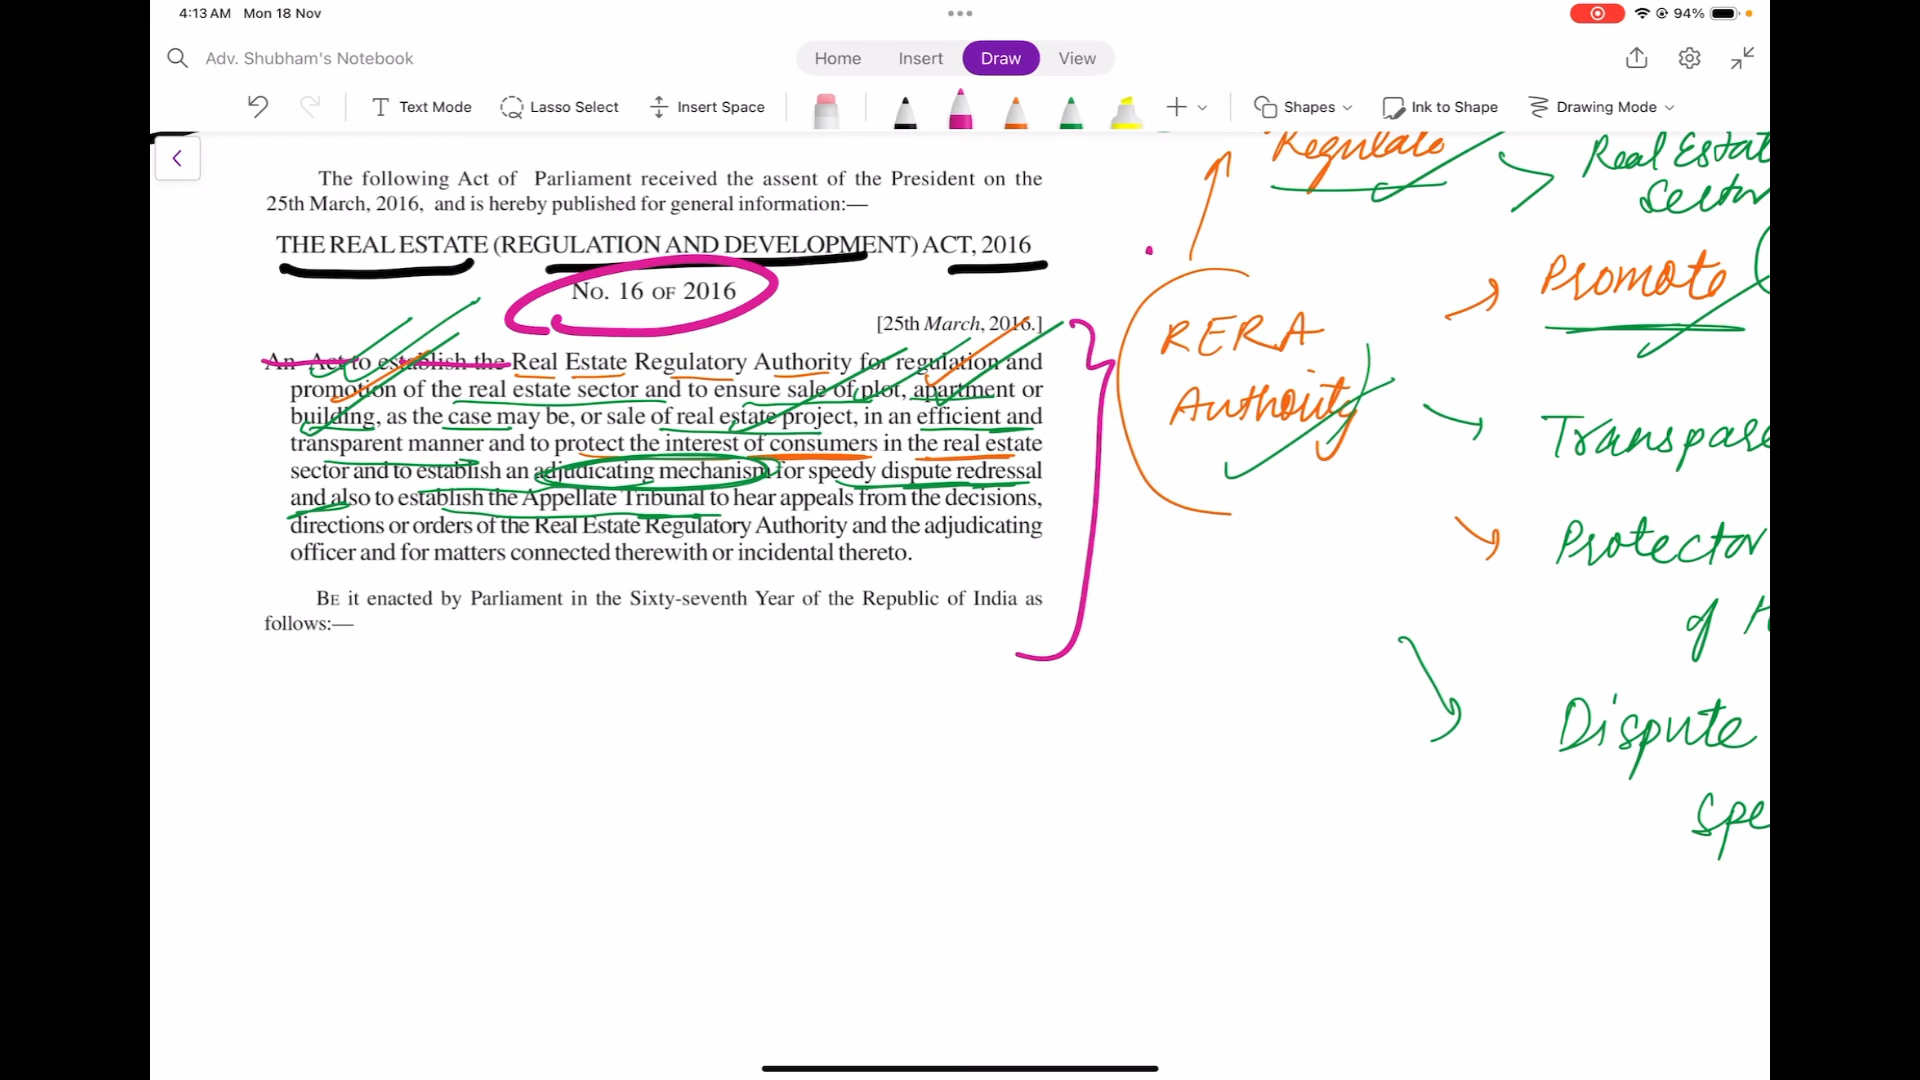 4:13 AM Mon 18 Nov
94%
Adv. Shubham's Notebook
Home Insert Draw View
Text Mode Lasso Select Insert Space Shapes Ink to Shape Drawing Mode
The following Act of Parliament received the assent of the President on the
25th March, 2016, and is hereby published for general information:—
THE REAL ESTATE (REGULATION AND DEVELOPMENT) ACT, 2016
No. 16 OF 2016
[25th March, 2016.]
An Act to establish the Real Estate Regulatory Authority for regulation and
promotion of the real estate sector and to ensure sale of plot, apartment or
building, as the case may be, or sale of real estate project, in an efficient and
transparent manner and to protect the interest of consumers in the real estate
sector and to establish an adjudicating mechanism for speedy dispute redressal
and also to establish the Appellate Tribunal to hear appeals from the decisions,
directions or orders of the Real Estate Regulatory Authority and the adjudicating
officer and for matters connected therewith or incidental thereto.
BE it enacted by Parliament in the Sixty-seventh Year of the Republic of India as
follows:—
RERA
Authority
Regulate
Real Estat
Sector
Promote
Transpare
Protector
of H
Dispute
Spe